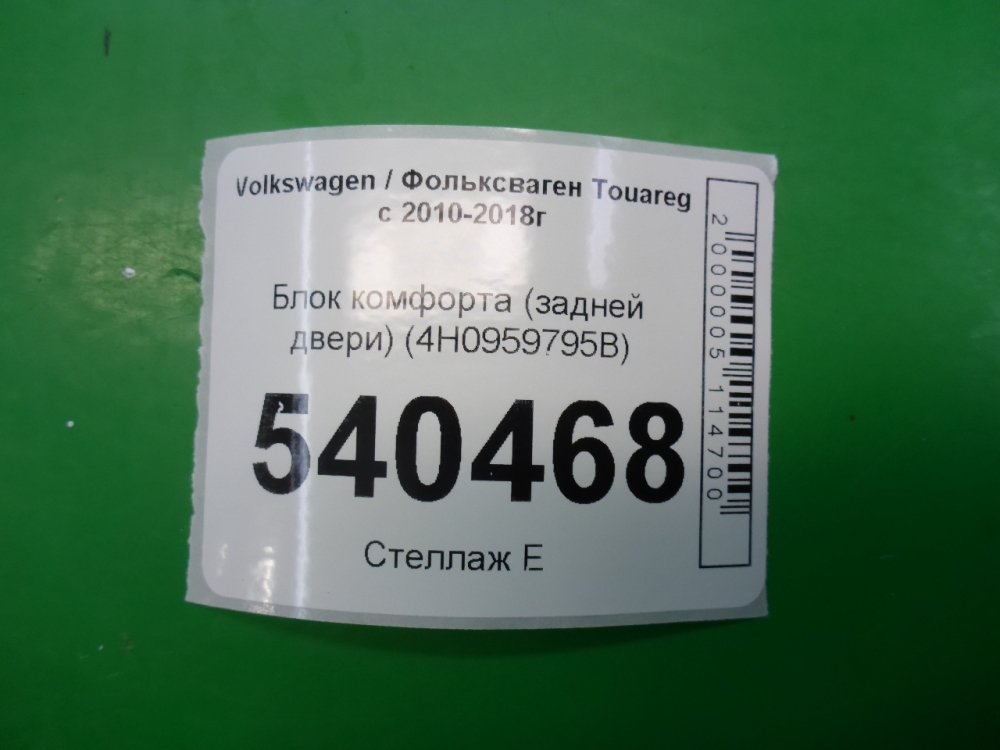 Volkswagen / Фольксваген Touareg
с 2010-2018г
Блок комфорта (задней
двери) (4H0959795B)
540468
Стеллаж E
2000005114700